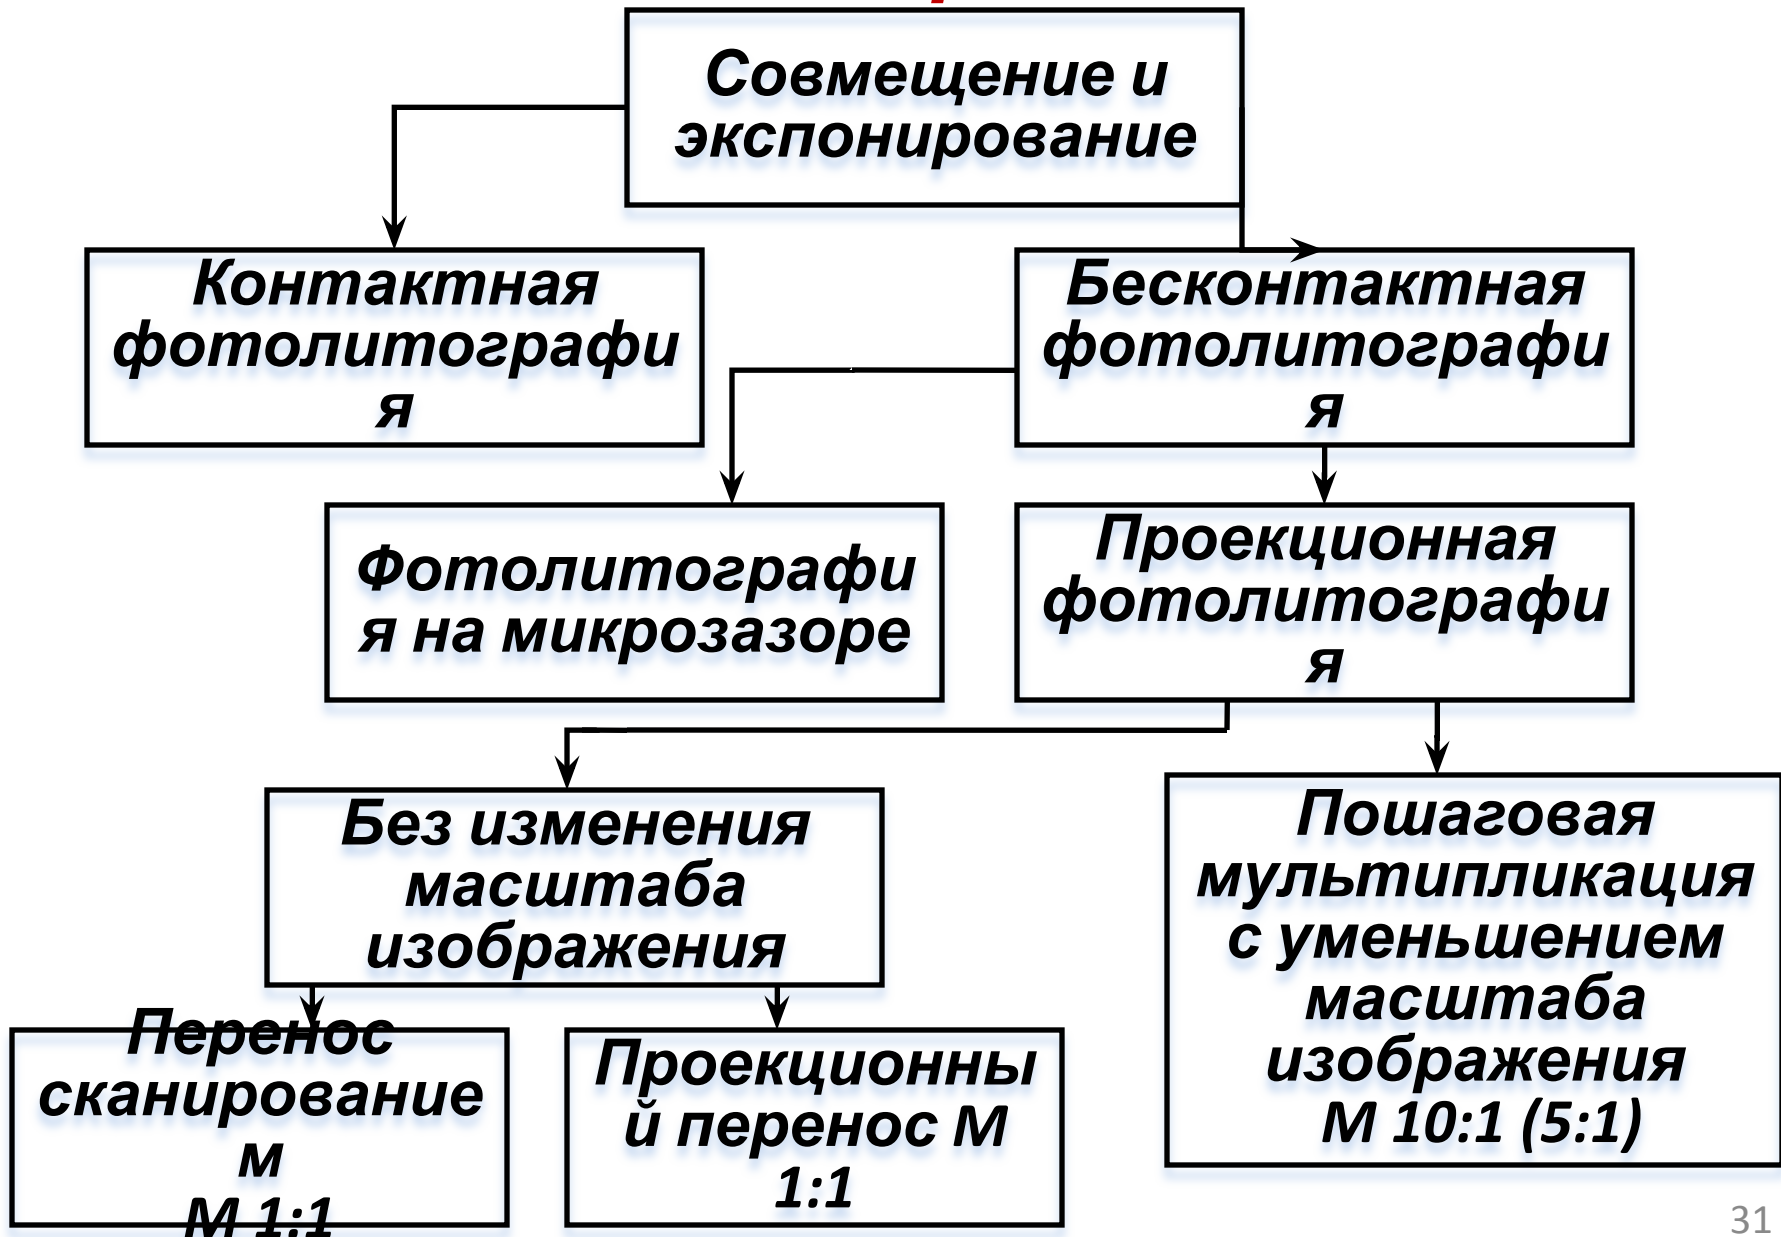 Совмещение и
экспонирование
Контактная
фотолитографи
я
Бесконтактная
фотолитографи
я
Фотолитографи
я на микрозазоре
Проекционная
фотолитографи
я
Без изменения
масштаба
изображения
Пошаговая
мультипликация
с уменьшением
масштаба
изображения
М 10:1 (5:1)
Перенос
сканирование
м
М 1:1
Проекционны
й перенос М
1:1
31